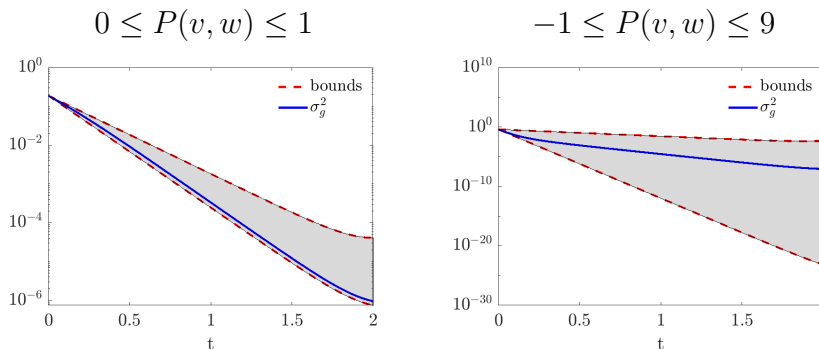 0 ≤ P(v, w) ≤ 1
10^0
10^-2
10^-4
10^-6
bounds
σ_g^2
0 0.5 1 1.5 2
t
−1 ≤ P(v, w) ≤ 9
10^10
10^0
10^-10
10^-20
10^-30
bounds
σ_g^2
0 0.5 1 1.5
t